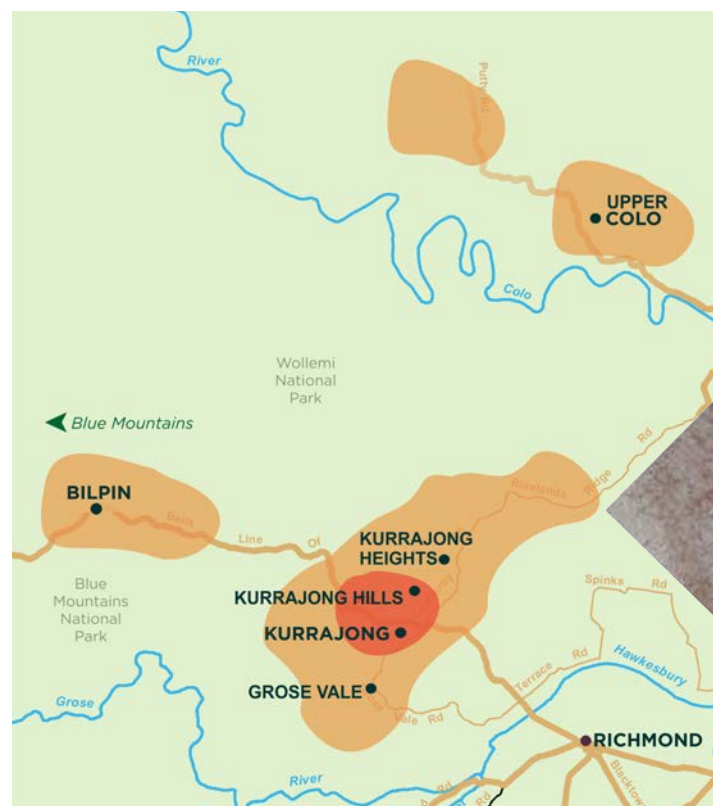 River
Putty Rd
UPPER
COLO
Colo
Wollemi
National
Park
Blue Mountains
Rd
Ridge
Blaxlands
BILPIN
Bells
Line
Of
KURRAJONG
HEIGHTS
Blue
Mountains
National
Park
KURRAJONG HILLS
Spinks Rd
KURRAJONG
Hawkesbury
Terrace Rd
GROSE VALE
Grose
Vale Rd
RICHMOND
River
Rd
Rd